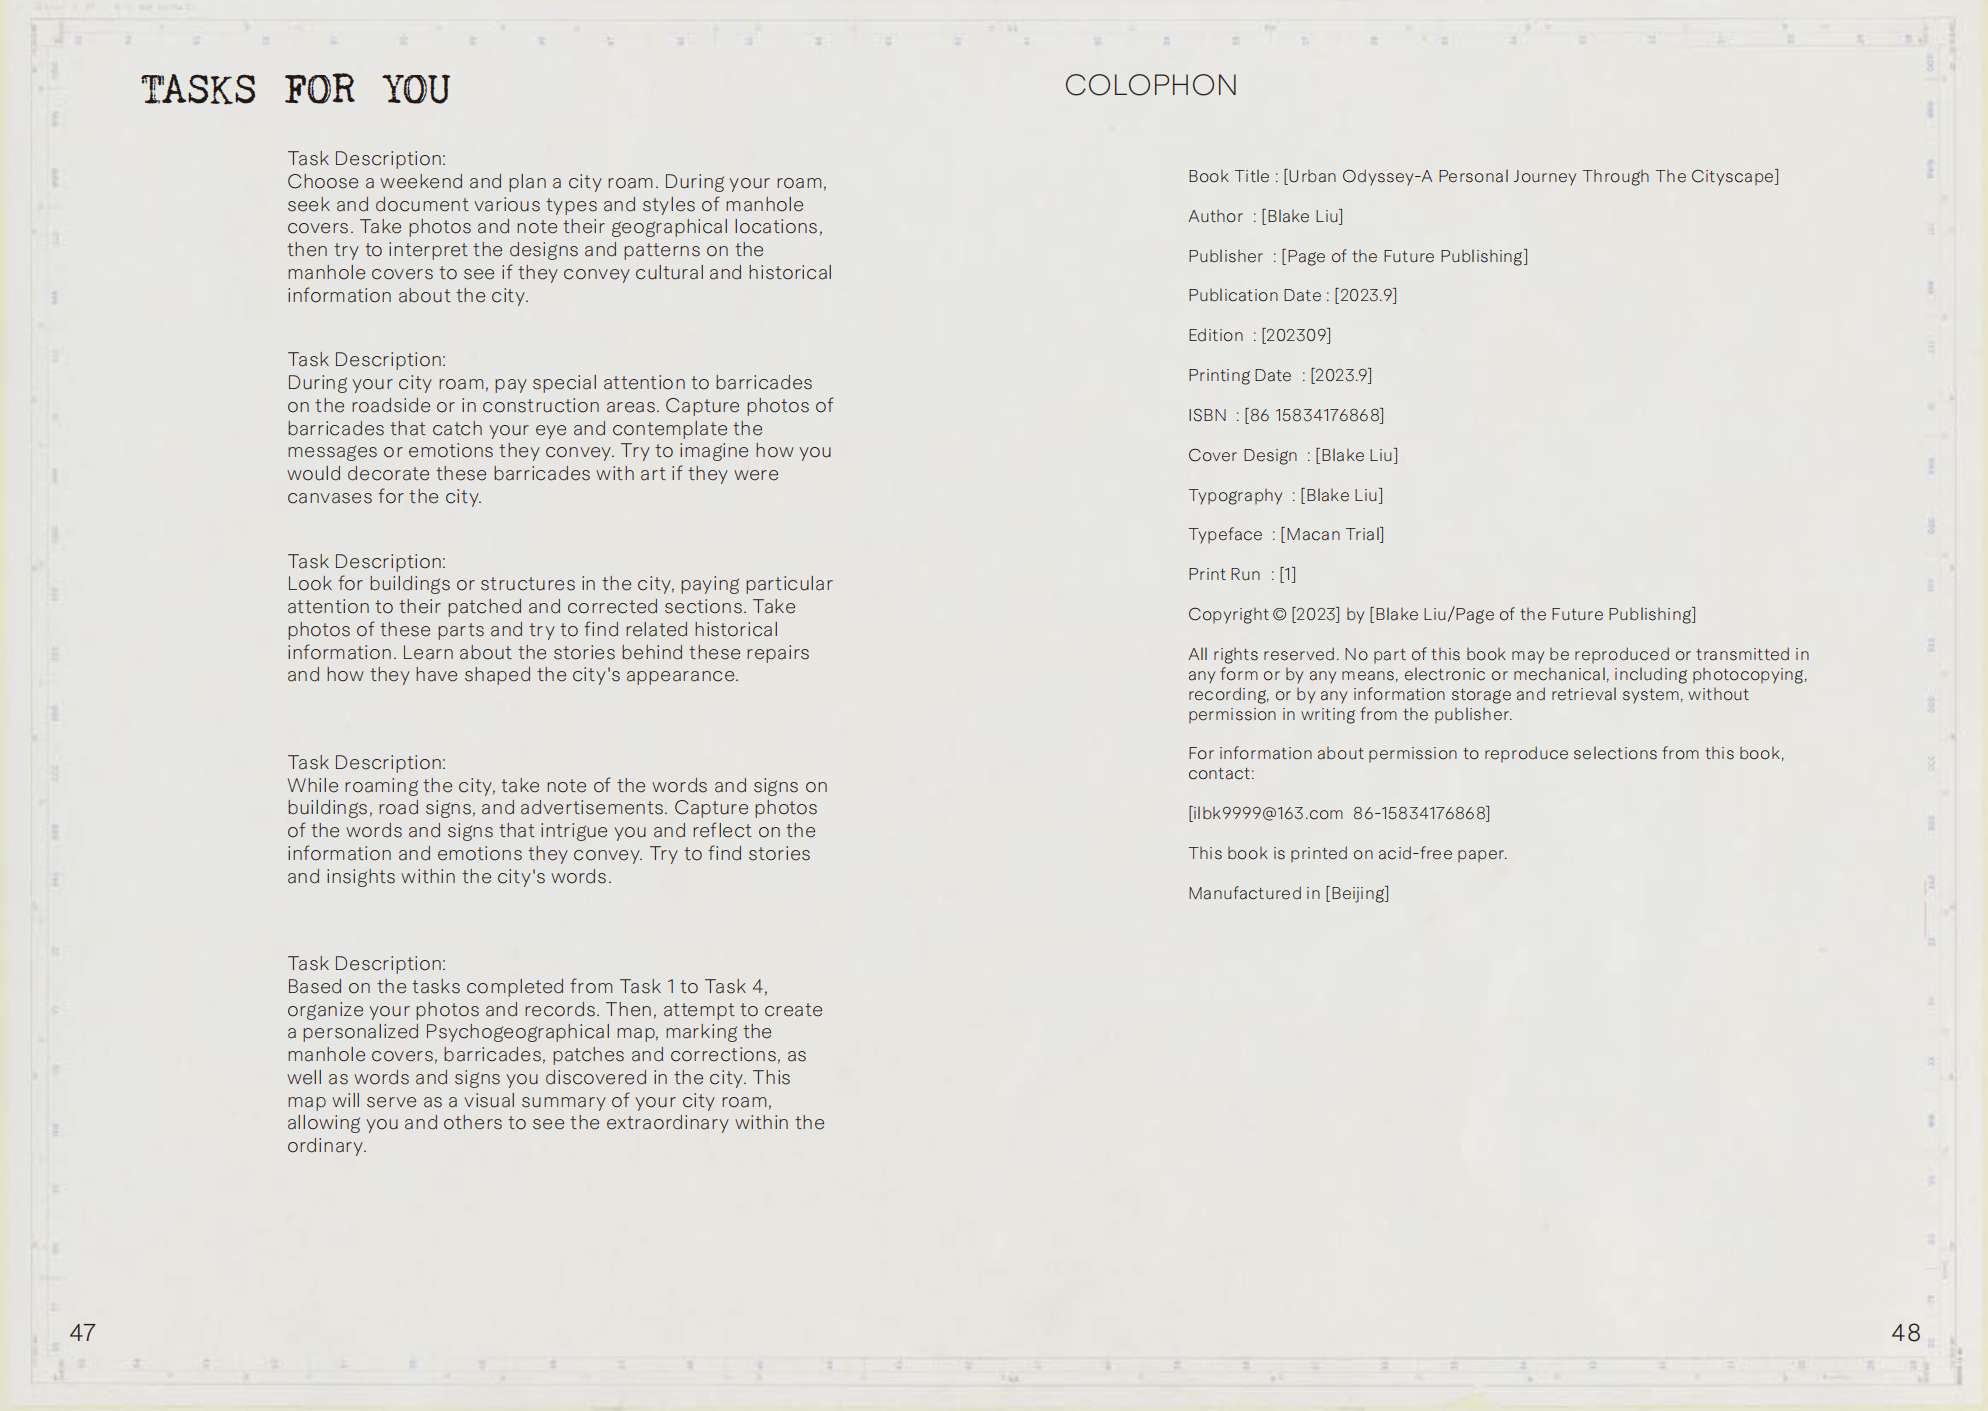 TASKS FOR YOU
Task Description:
Choose a weekend and plan a city roam. During your roam,
seek and document various types and styles of manhole
covers. Take photos and note their geographical locations,
then try to interpret the designs and patterns on the
manhole covers to see if they convey cultural and historical
information about the city.
Task Description:
During your city roam, pay special attention to barricades
on the roadside or in construction areas. Capture photos of
barricades that catch your eye and contemplate the
messages or emotions they convey. Try to imagine how you
would decorate these barricades with art if they were
canvases for the city.
Task Description:
Look for buildings or structures in the city, paying particular
attention to their patched and corrected sections. Take
photos of these parts and try to find related historical
information. Learn about the stories behind these repairs
and how they have shaped the city's appearance.
Task Description:
While roaming the city, take note of the words and signs on
buildings, road signs, and advertisements. Capture photos
of the words and signs that intrigue you and reflect on the
information and emotions they convey. Try to find stories
and insights within the city's words.
Task Description:
Based on the tasks completed from Task 1 to Task 4,
organize your photos and records. Then, attempt to create
a personalized Psychogeographical map, marking the
manhole covers, barricades, patches and corrections, as
well as words and signs you discovered in the city. This
map will serve as a visual summary of your city roam,
allowing you and others to see the extraordinary within the
ordinary.
47
COLOPHON
Book Title : [Urban Odyssey-A Personal Journey Through The Cityscape]
Author : [Blake Liu]
Publisher : [Page of the Future Publishing]
Publication Date : [2023.9]
Edition : [202309]
Printing Date : [2023.9]
ISBN : [86 15834176868]
Cover Design : [Blake Liu]
Typography : [Blake Liu]
Typeface : [Macan Trial]
Print Run : [1]
Copyright © [2023] by [Blake Liu/Page of the Future Publishing]
All rights reserved. No part of this book may be reproduced or transmitted in
any form or by any means, electronic or mechanical, including photocopying,
recording, or by any information storage and retrieval system, without
permission in writing from the publisher.
For information about permission to reproduce selections from this book,
contact:
[ilbk9999@163.com 86-15834176868]
This book is printed on acid-free paper.
Manufactured in [Beijing]
48